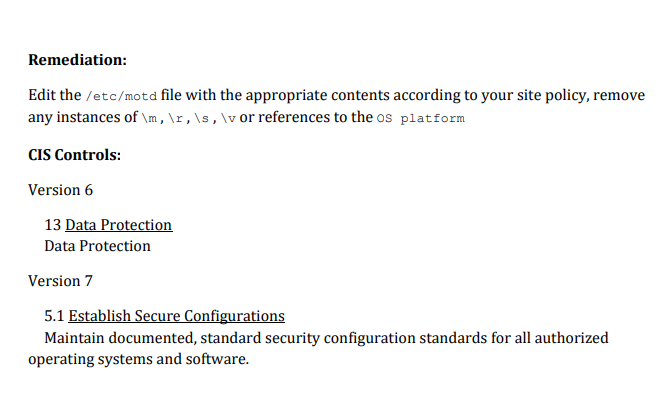 Remediation:
Edit the /etc/motd file with the appropriate contents according to your site policy, remove
any instances of \m, \r, \s, \v or references to the OS platform
CIS Controls:
Version 6
13 Data Protection
Data Protection
Version 7
5.1 Establish Secure Configurations
Maintain documented, standard security configuration standards for all authorized
operating systems and software.